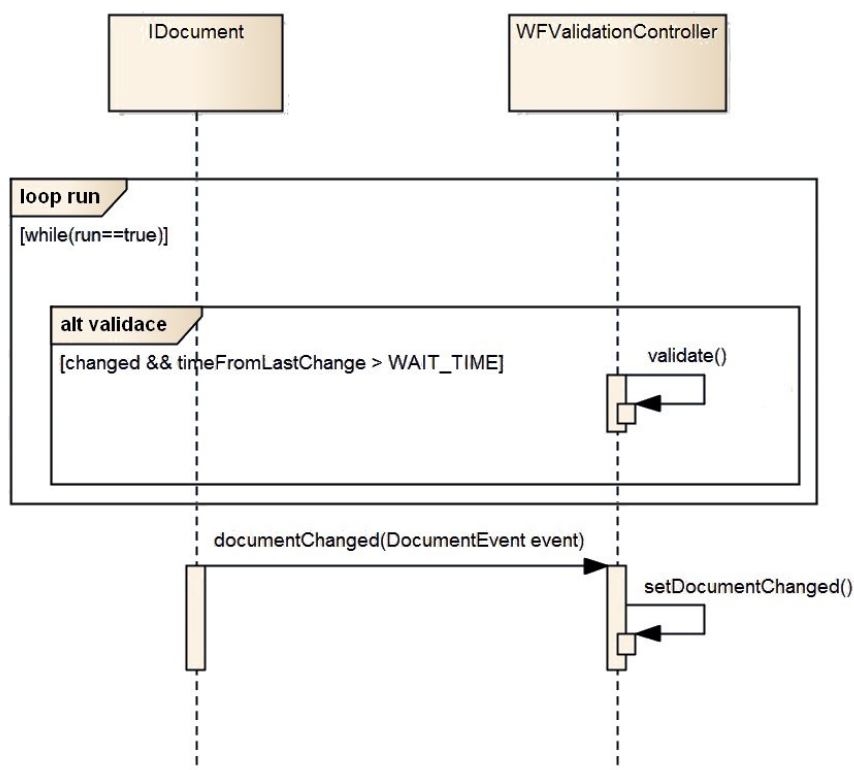 IDocument
WFValidationController
loop run
[while(run==true)]
alt validace
[changed && timeFromLastChange > WAIT_TIME]
validate()
documentChanged(DocumentEvent event)
setDocumentChanged()